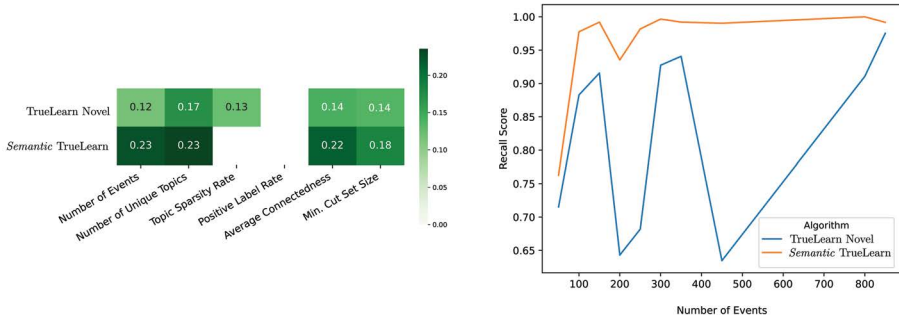 TrueLearn Novel
0.12
0.17
0.13
0.14
0.14
Semantic TrueLearn
0.23
0.23
0.22
0.18
Number of Events
Number of Unique Topics
Topic Sparsity Rate
Positive Label Rate
Average Connectedness
Min. Cut Set Size
0.20
0.15
0.10
0.05
0.00
Recall Score
1.00
0.95
0.90
0.85
0.80
0.75
0.70
0.65
Algorithm
TrueLearn Novel
Semantic TrueLearn
100 200 300 400 500 600 700 800
Number of Events